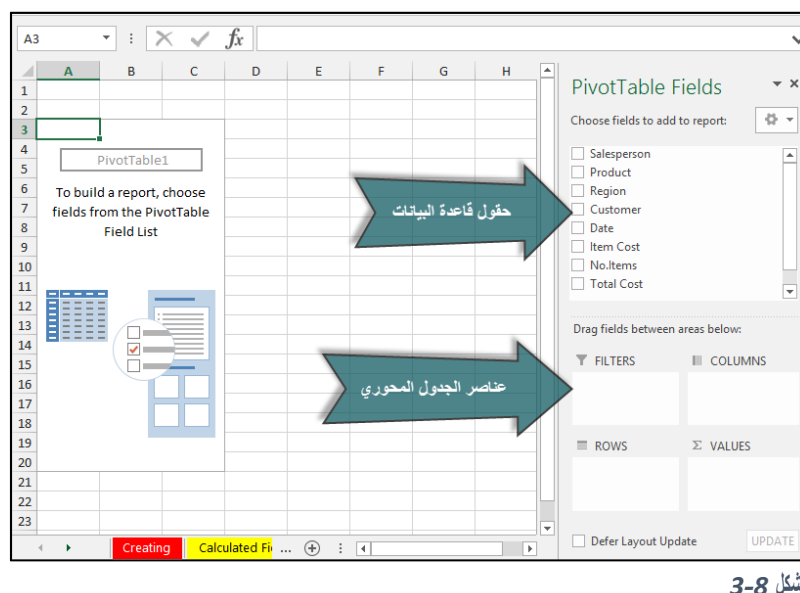 A3
fx
A B C D E F G H
1
2
3
4
5
6
7
8
9
10
11
12
13
14
15
16
17
18
19
20
21
22
23
PivotTable1
To build a report, choose
fields from the PivotTable
Field List
حقول قاعدة البيانات
عناصر الجدول المحوري
PivotTable Fields
Choose fields to add to report:
Salesperson
Product
Region
Customer
Date
Item Cost
No.Items
Total Cost
Drag fields between areas below:
FILTERS
COLUMNS
ROWS
Σ VALUES
Defer Layout Update
UPDATE
Creating
Calculated Fi ...
شكل 8-3